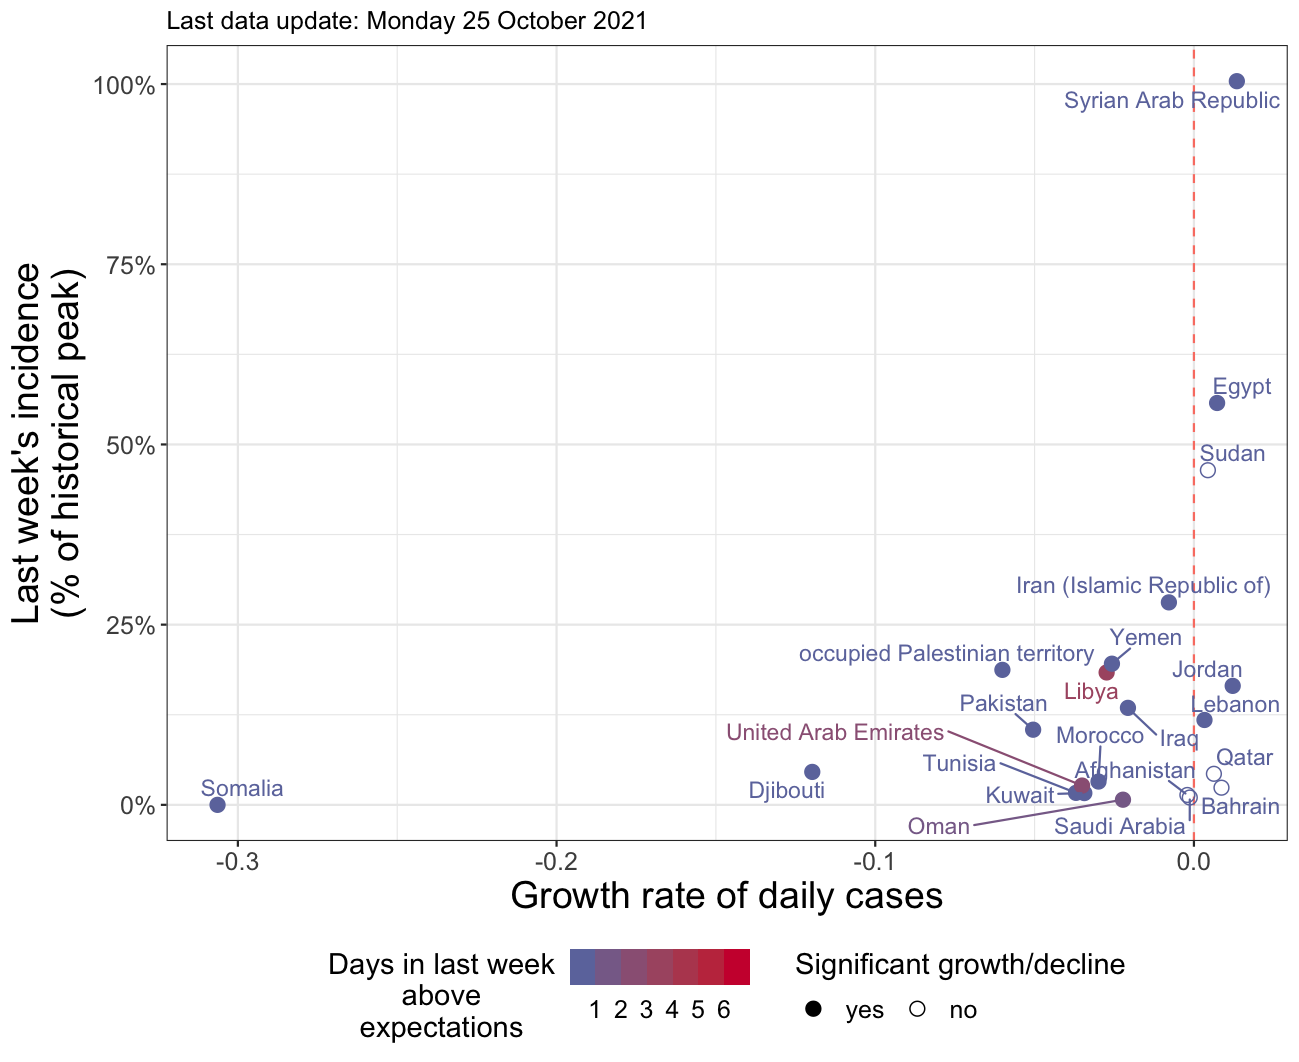 Last data update: Monday 25 October 2021
100%
75%
50%
25%
0%
Last week's incidence
(% of historical peak)
Syrian Arab Republic
Egypt
Sudan
Iran (Islamic Republic of)
Yemen
occupied Palestinian territory
Jordan
Libya
Pakistan
Lebanon
United Arab Emirates
Morocco
Iraq
Qatar
Tunisia
Afghanistan
Somalia
Djibouti
Kuwait
Bahrain
Oman
Saudi Arabia
-0.3
-0.2
-0.1
0.0
Growth rate of daily cases
Days in last week
above
expectations
1 2 3 4 5 6
Significant growth/decline
yes
no